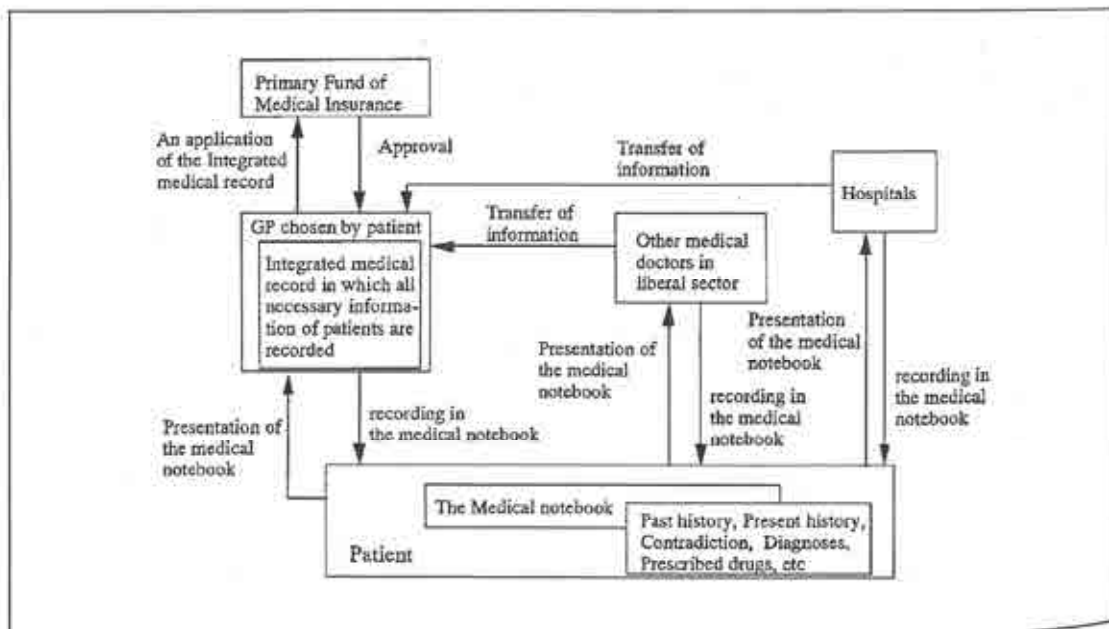 Primary Fund of
Medical Insurance
An application
of the Integrated
medical record
Approval
Transfer of
information
Hospitals
GP chosen by patient
Integrated medical
record in which all
necessary informa-
tion of patients are
recorded
Transfer of
information
Other medical
doctors in
liberal sector
Presentation of
the medical
notebook
recording in
the medical notebook
Presentation of
the medical
notebook
recording in
the medical
notebook
Presentation
of the medical
notebook
recording in
the medical
notebook
The Medical notebook
Past history, Present history,
Contradiction, Diagnoses,
Prescribed drugs, etc
Patient